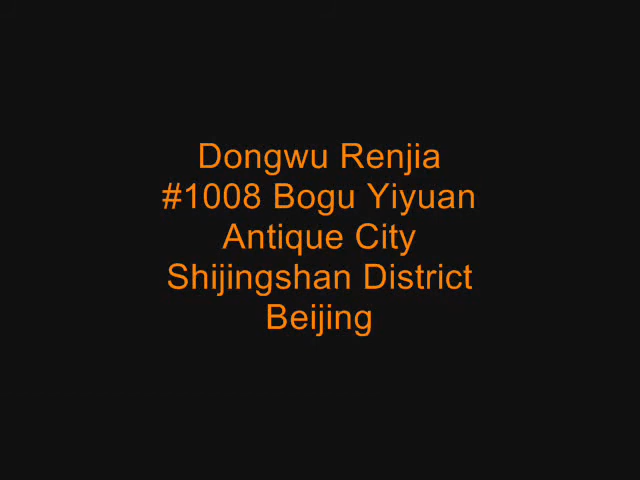 Dongwu Renjia
#1008 Bogu Yiyuan
Antique City
Shijingshan District
Beijing